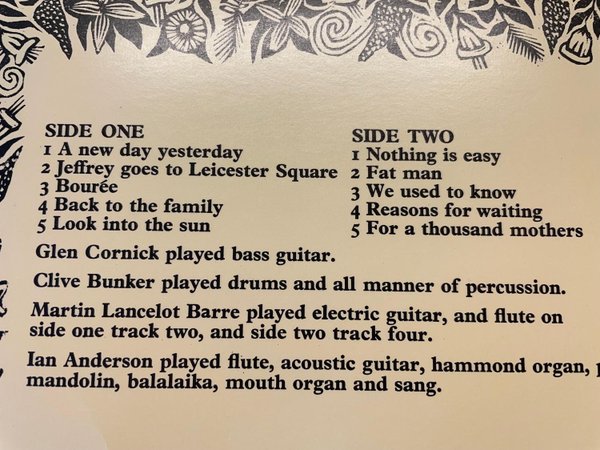 SIDE ONE
1 A new day yesterday
2 Jeffrey goes to Leicester Square
3 Bourée
4 Back to the family
5 Look into the sun
SIDE TWO
1 Nothing is easy
2 Fat man
3 We used to know
4 Reasons for waiting
5 For a thousand mothers
Glen Cornick played bass guitar.
Clive Bunker played drums and all manner of percussion.
Martin Lancelot Barre played electric guitar, and flute on
side one track two, and side two track four.
Ian Anderson played flute, acoustic guitar, hammond organ,
mandolin, balalaika, mouth organ and sang.